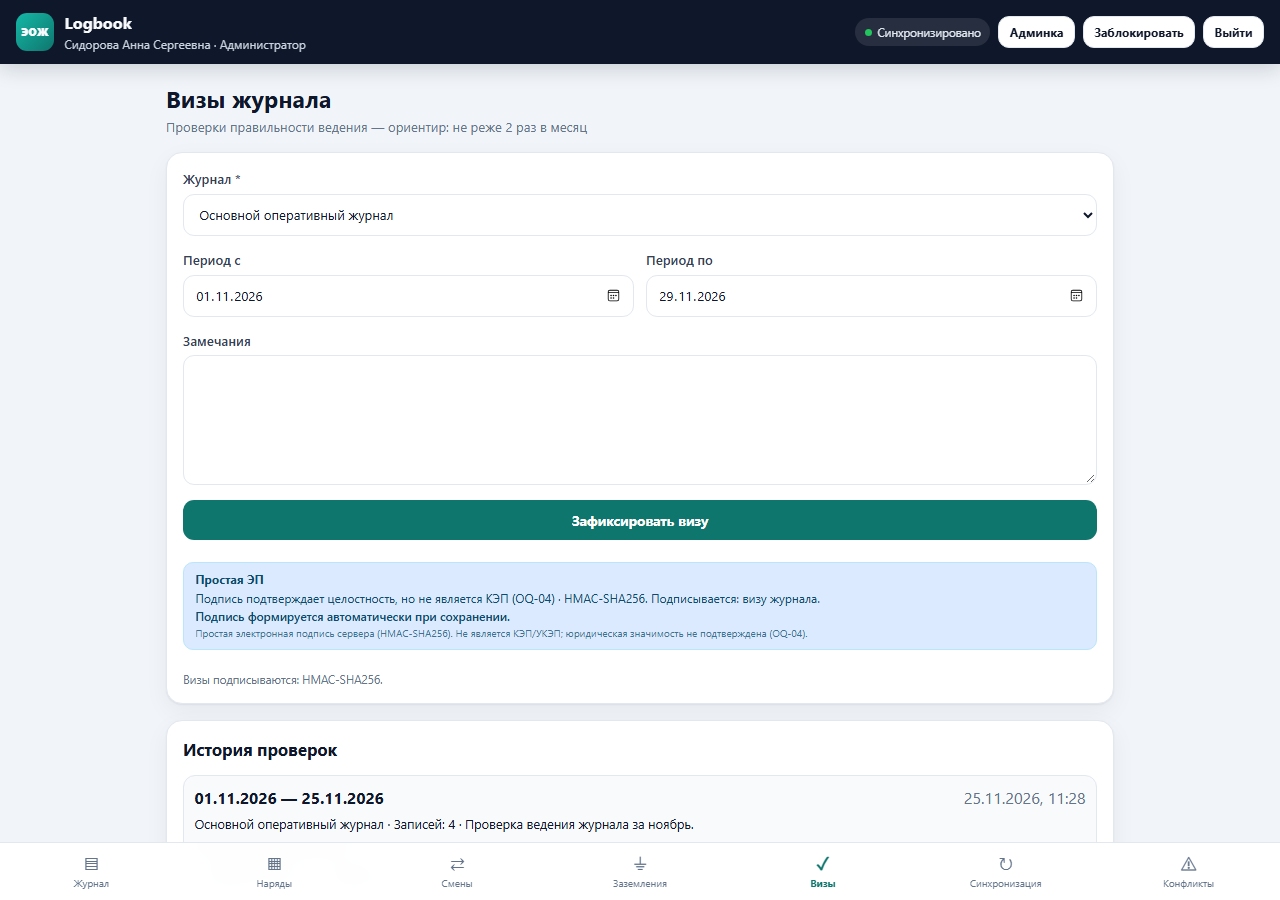 эож
Logbook
Сидорова Анна Сергеевна · Администратор
Синхронизировано
Админка
Заблокировать
Выйти
Визы журнала
Проверки правильности ведения — ориентир: не реже 2 раз в месяц
Журнал *
Основной оперативный журнал
Период с
Период по
01.11.2026
29.11.2026
Замечания
Зафиксировать визу
Простая ЭП
Подпись подтверждает целостность, но не является КЭП (OQ-04) · HMAC-SHA256. Подписывается: визу журнала.
Подпись формируется автоматически при сохранении.
Простая электронная подпись сервера (HMAC-SHA256). Не является КЭП/УКЭП; юридическая значимость не подтверждена (OQ-04).
Визы подписываются: HMAC-SHA256.
История проверок
01.11.2026 — 25.11.2026
25.11.2026, 11:28
Основной оперативный журнал · Записей: 4 · Проверка ведения журнала за ноябрь.
Журнал
Наряды
Смены
Заземления
Визы
Синхронизация
Конфликты